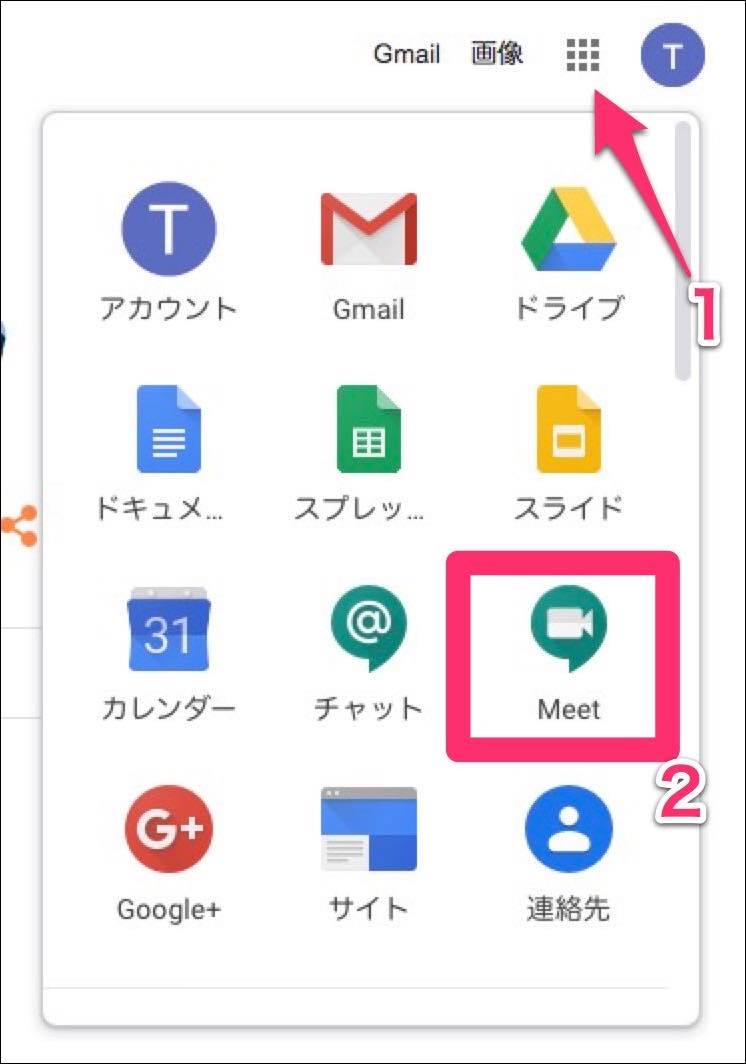 Gmail 画像 T
1
T
アカウント Gmail ドライブ
ドキュメ... スプレッ... スライド
31 @
カレンダー チャット Meet
2
G+
Google+ サイト 連絡先